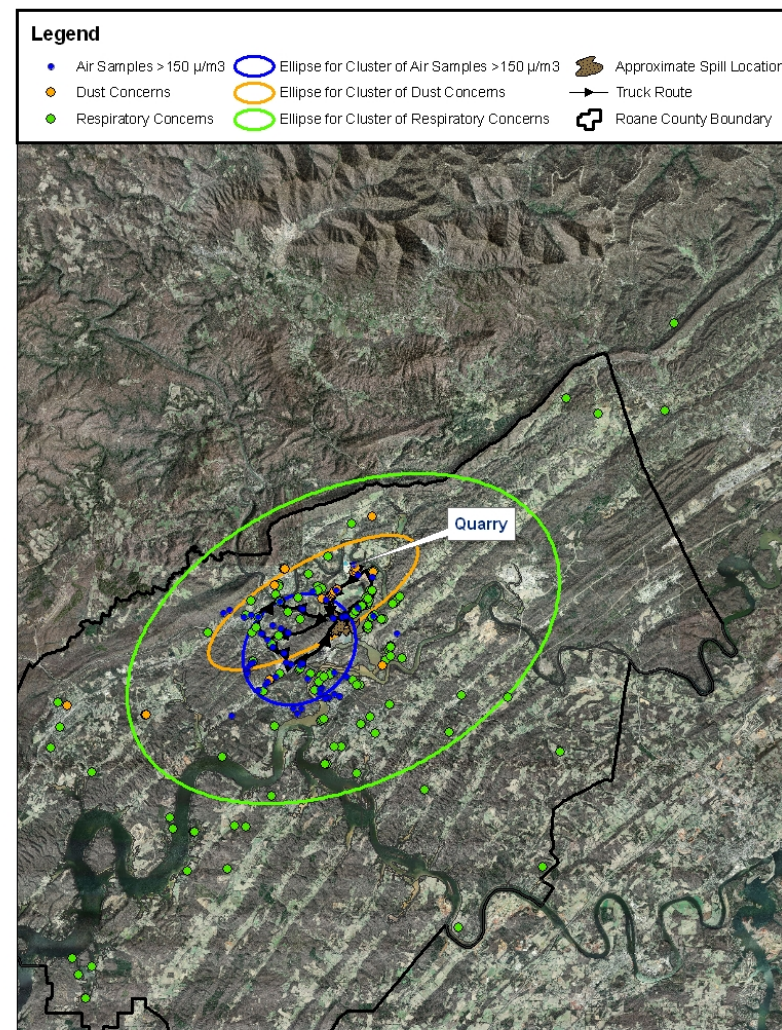 Legend
Air Samples >150 µ/m3 Ellipse for Cluster of Air Samples >150 µ/m3 Approximate Spill Location
Dust Concerns Ellipse for Cluster of Dust Concerns Truck Route
Respiratory Concerns Ellipse for Cluster of Respiratory Concerns Roane County Boundary
Quarry